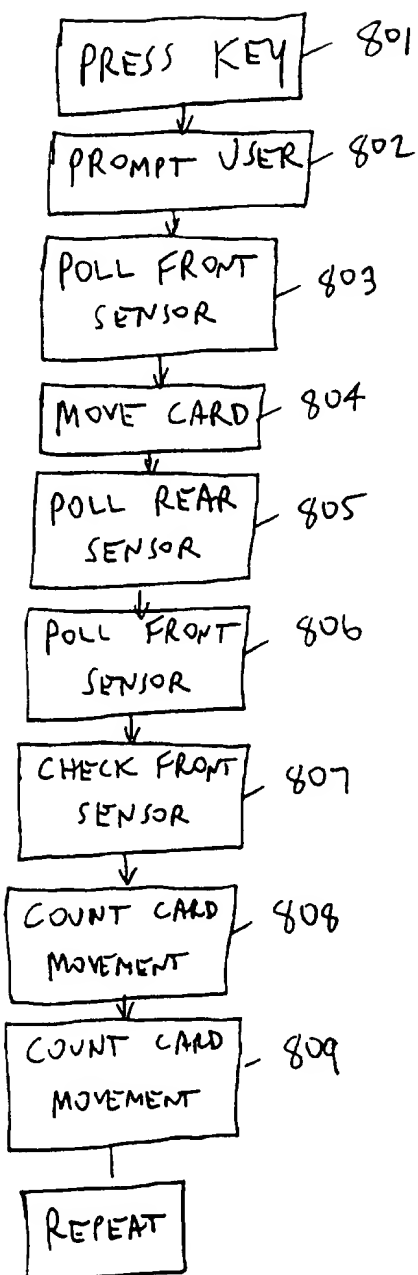 PRESS KEY
801
PROMPT USER
802
POLL FRONT
SENSOR
803
MOVE CARD
804
POLL REAR
SENSOR
805
POLL FRONT
SENSOR
806
CHECK FRONT
SENSOR
807
COUNT CARD
MOVEMENT
808
COUNT CARD
MOVEMENT
809
REPEAT